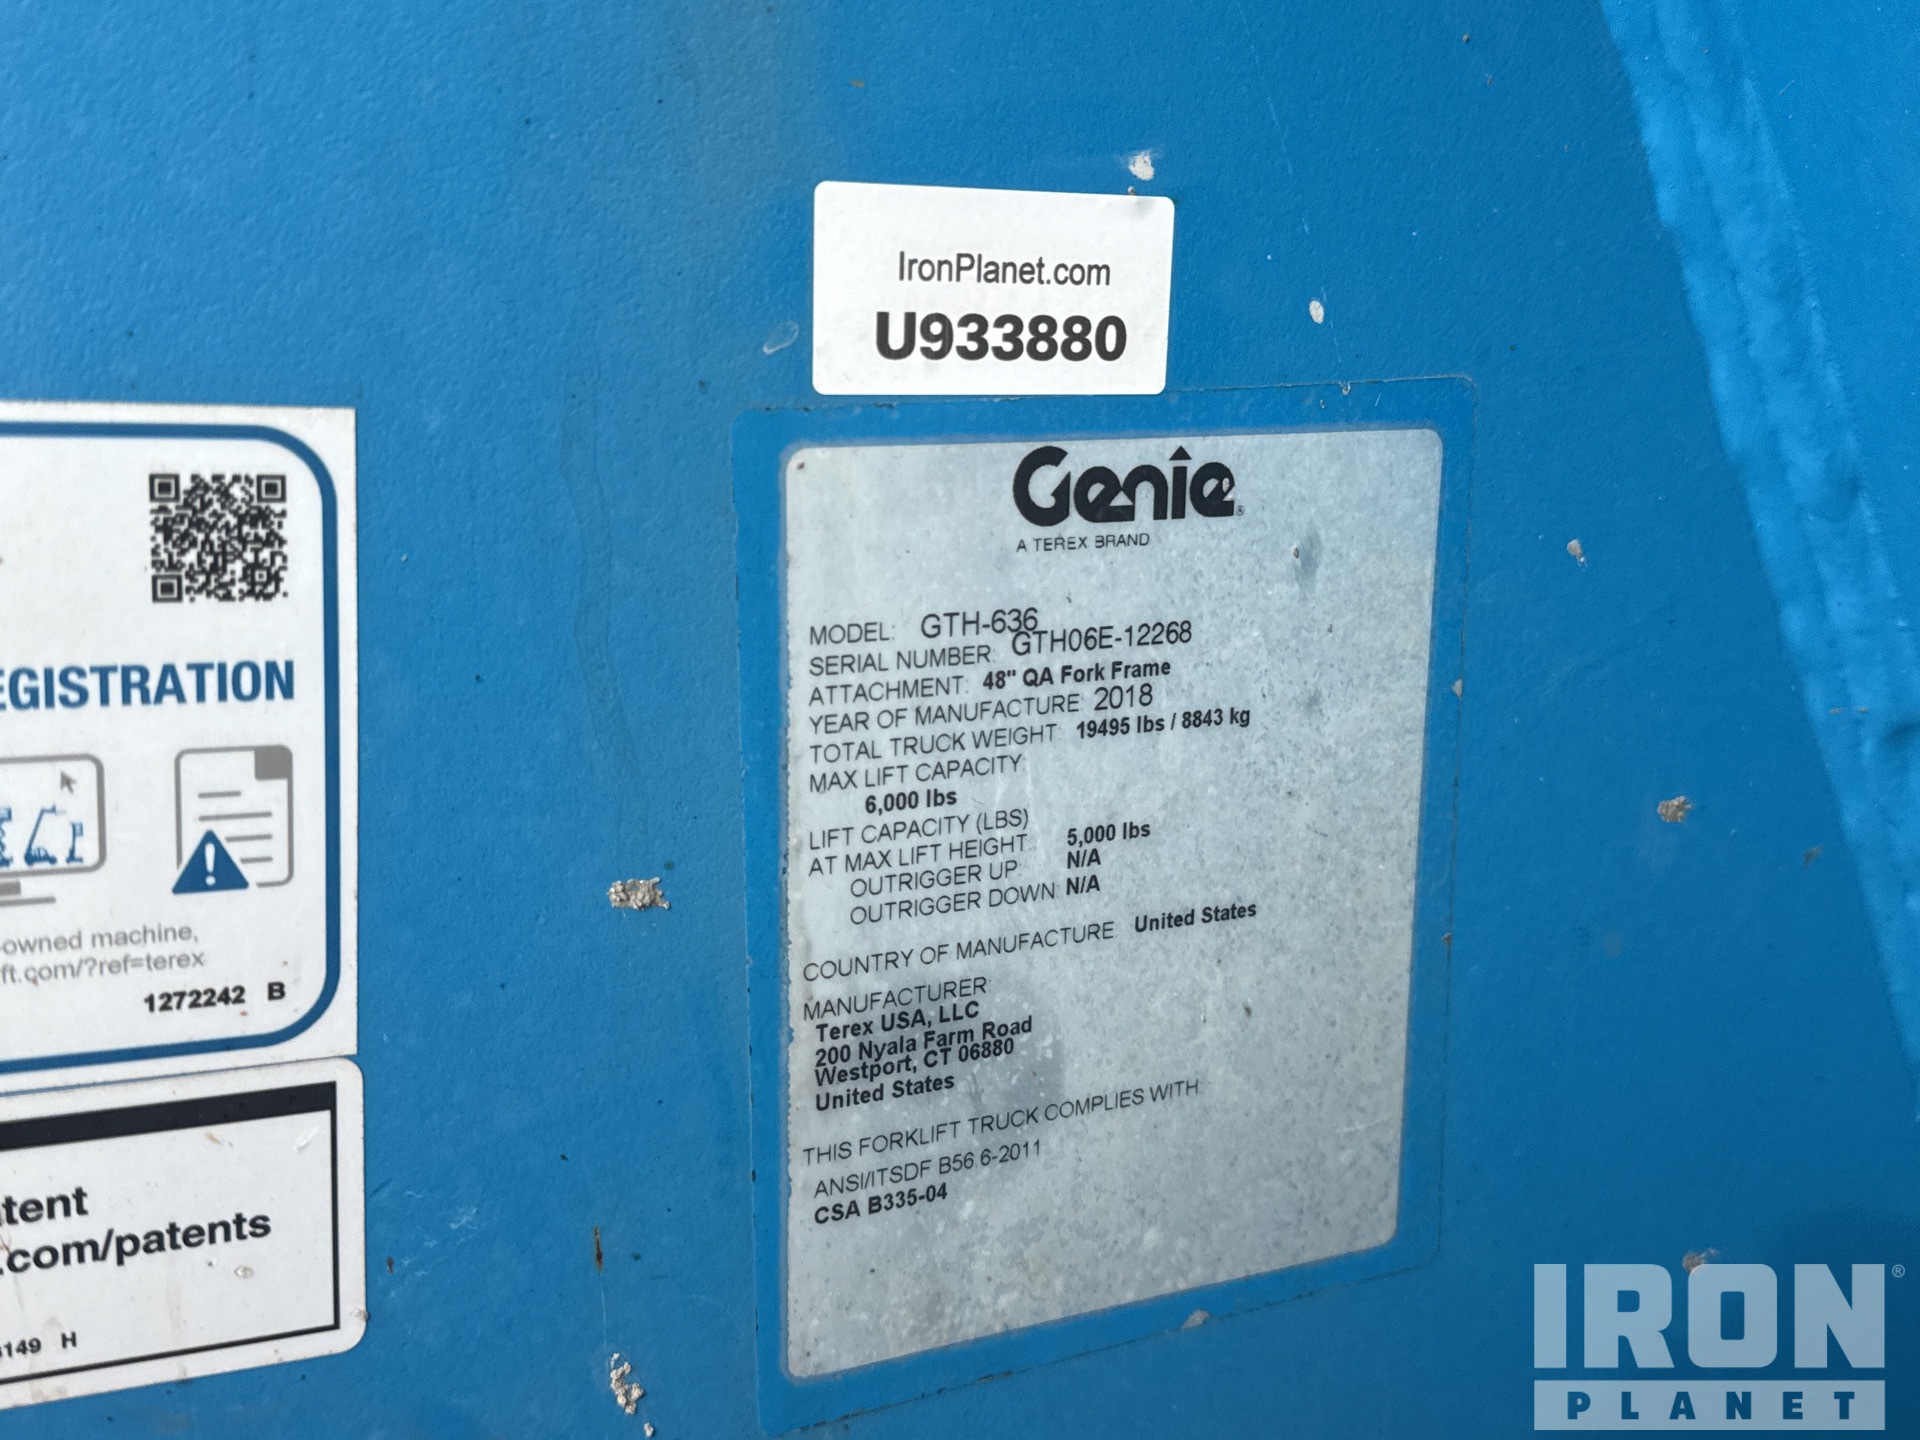 IronPlanet.com
U933880
Genie®
A TEREX BRAND
MODEL: GTH-636
SERIAL NUMBER: GTH06E-12268
ATTACHMENT: 48" QA Fork Frame
YEAR OF MANUFACTURE: 2018
TOTAL TRUCK WEIGHT: 19495 lbs / 8843 kg
MAX LIFT CAPACITY:
6,000 lbs
LIFT CAPACITY (LBS)
AT MAX LIFT HEIGHT: 5,000 lbs
OUTRIGGER UP: N/A
OUTRIGGER DOWN: N/A
COUNTRY OF MANUFACTURE: United States
MANUFACTURER:
Terex USA, LLC
200 Nyala Farm Road
Westport, CT 06880
United States
THIS FORKLIFT TRUCK COMPLIES WITH:
ANSI/ITSDF B56.6-2011
CSA B335-04
EGISTRATION
-owned machine,
ft.com/?ref=terex
1272242 B
tent
.com/patents
149 H
IRON®
PLANET